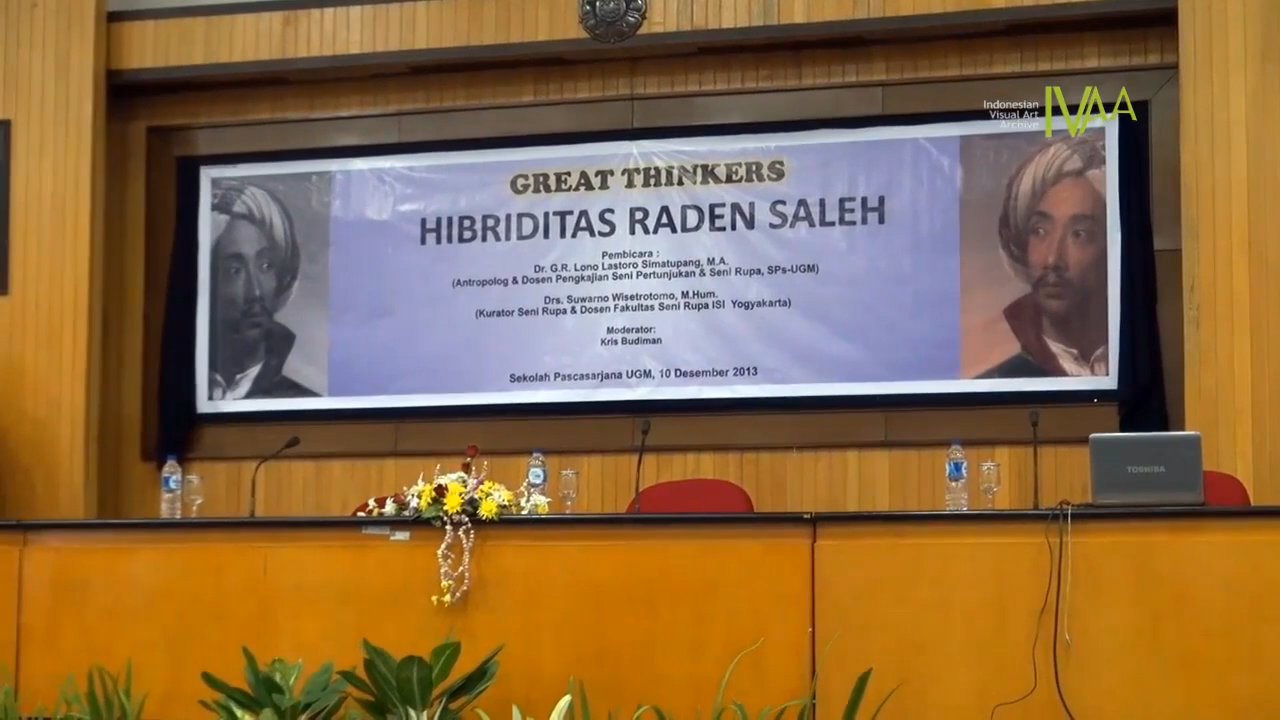 Indonesian
Visual Art
Archive
IVAA
GREAT THINKERS
HIBRIDITAS RADEN SALEH
Pembicara :
Dr. G.R. Lono Lastoro Simatupang, M.A.
(Antropolog & Dosen Pengkajian Seni Pertunjukan & Seni Rupa, SPs-UGM)
Drs. Suwarno Wisetrotomo, M.Hum.
(Kurator Seni Rupa & Dosen Fakultas Seni Rupa ISI Yogyakarta)
Moderator:
Kris Budiman
Sekolah Pascasarjana UGM, 10 Desember 2013
TOSHIBA